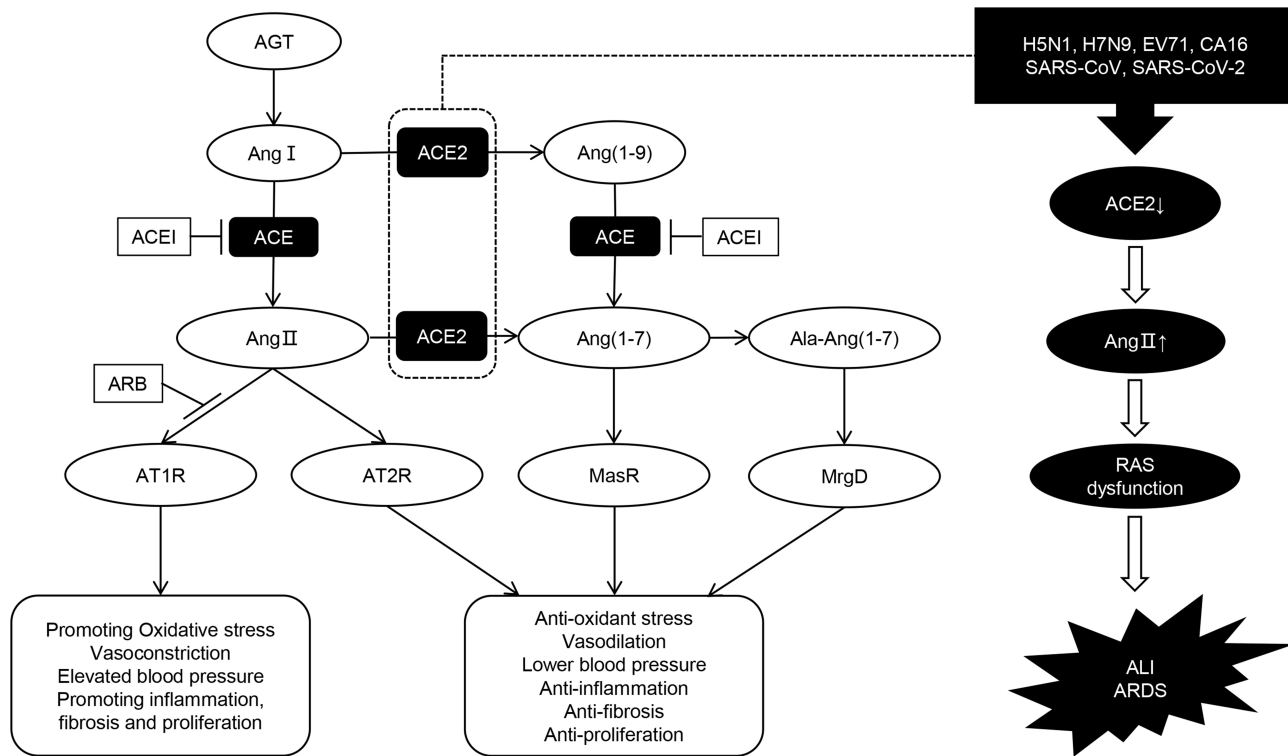 AGT
H5N1, H7N9, EV71, CA16
SARS-CoV, SARS-CoV-2
Ang Ⅰ
ACE2
Ang(1-9)
ACE2↓
ACEI
ACE
ACE
ACEI
AngⅡ
ACE2
Ang(1-7)
Ala-Ang(1-7)
AngⅡ↑
ARB
AT1R
AT2R
MasR
MrgD
RAS
dysfunction
Promoting Oxidative stress
Vasoconstriction
Elevated blood pressure
Promoting inflammation,
fibrosis and proliferation
Anti-oxidant stress
Vasodilation
Lower blood pressure
Anti-inflammation
Anti-fibrosis
Anti-proliferation
ALI
ARDS